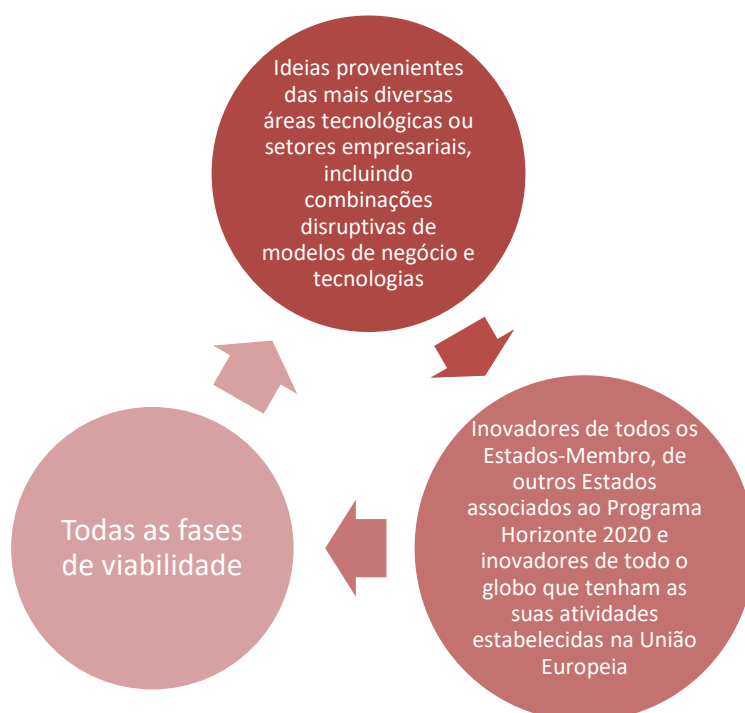 Ideias provenientes
das mais diversas
áreas tecnológicas ou
setores empresariais,
incluindo
combinações
disruptivas de
modelos de negócio e
tecnologias
Inovadores de todos os
Estados-Membro, de
outros Estados
associados ao Programa
Horizonte 2020 e
inovadores de todo o
globo que tenham as
suas atividades
estabelecidas na União
Europeia
Todas as fases
de viabilidade